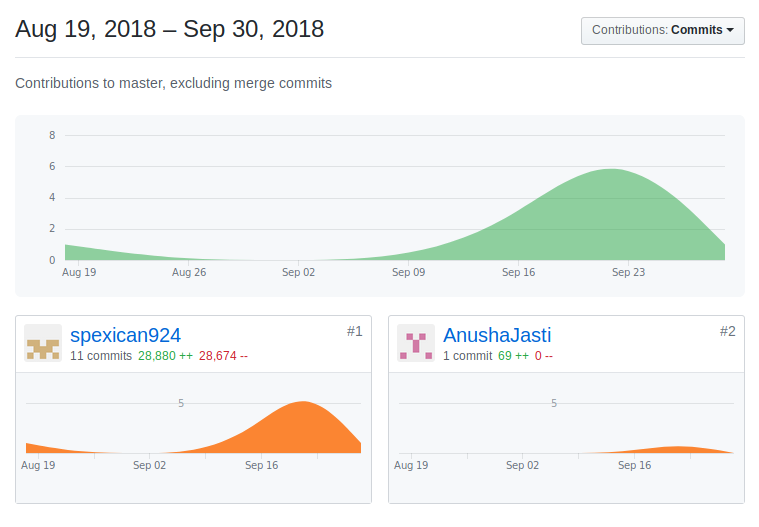 Aug 19, 2018 – Sep 30, 2018
Contributions: Commits
Contributions to master, excluding merge commits
8
6
4
2
0
Aug 19 Aug 26 Sep 02 Sep 09 Sep 16 Sep 23
spexican924 #1
11 commits 28,880 ++ 28,674 --
5
Aug 19 Sep 02 Sep 16
AnushaJasti #2
1 commit 69 ++ 0 --
5
Aug 19 Sep 02 Sep 16